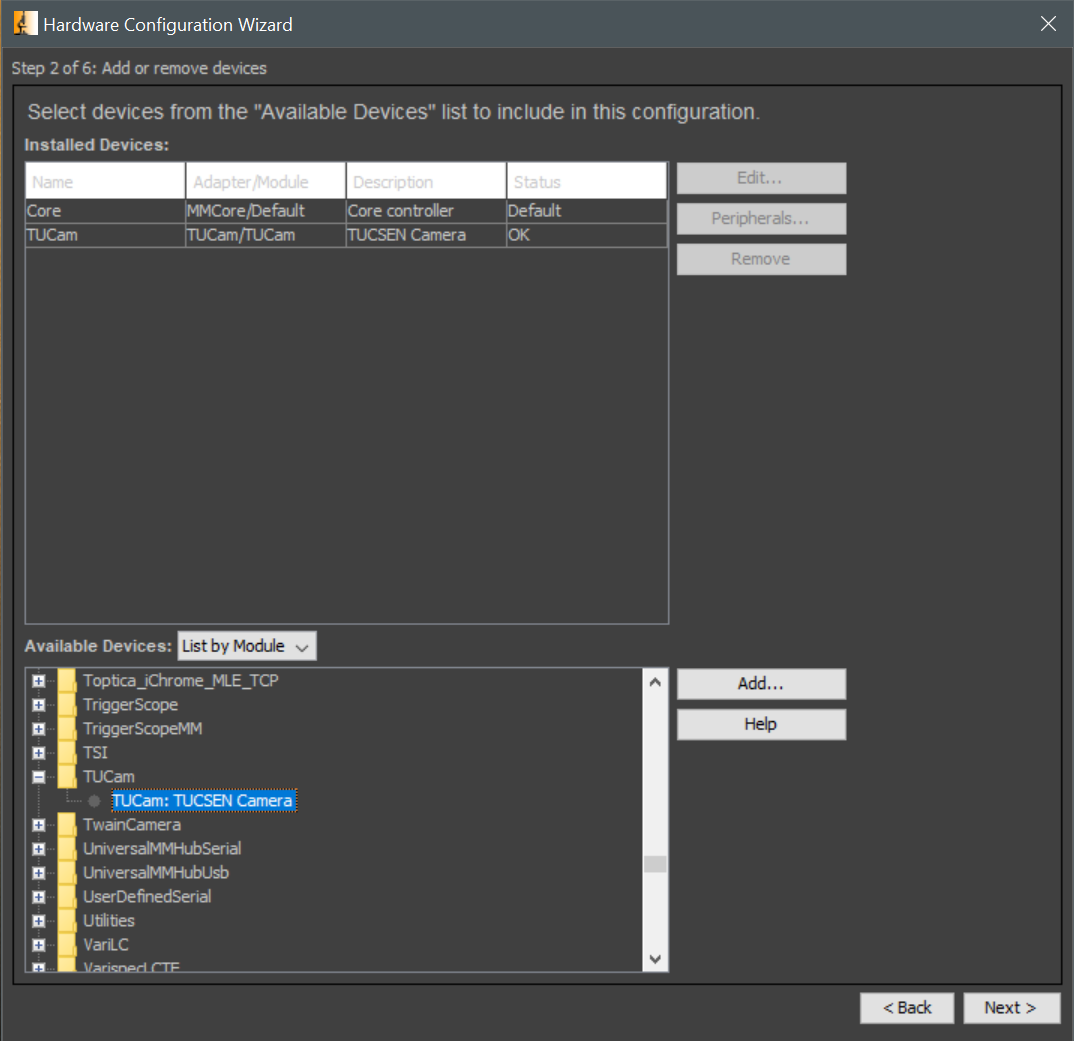 Hardware Configuration Wizard
Step 2 of 6: Add or remove devices
Select devices from the "Available Devices" list to include in this configuration.
Installed Devices:
Name Adapter/Module Description Status
Core MMCore/Default Core controller Default
TUCam TUCam/TUCam TUCSEN Camera OK
Edit...
Peripherals...
Remove
Available Devices: List by Module
Toptica_iChrome_MLE_TCP
TriggerScope
TriggerScopeMM
TSI
TUCam
TUCam: TUCSEN Camera
TwainCamera
UniversalMMHubSerial
UniversalMMHubUsb
UserDefinedSerial
Utilities
VariLC
VarispecLCTF
Add...
Help
< Back Next >